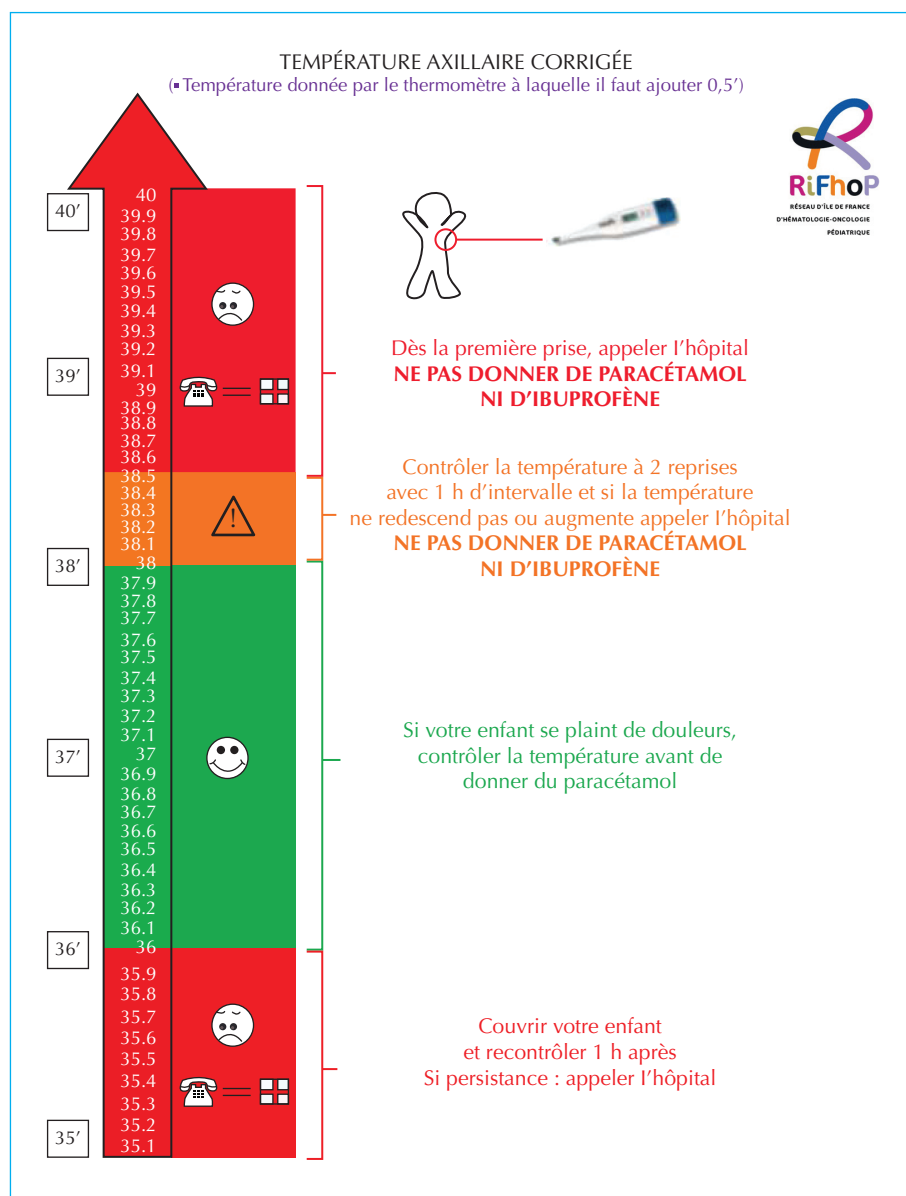 TEMPÉRATURE AXILLAIRE CORRIGÉE
(▪Température donnée par le thermomètre à laquelle il faut ajouter 0,5’)
RiFhoP
RÉSEAU D’ÎLE DE FRANCE
D’HÉMATOLOGIE-ONCOLOGIE
PÉDIATRIQUE
40’
40
39.9
39.8
39.7
39.6
39.5
39.4
39.3
39.2
39’
39.1
39
38.9
38.8
38.7
38.6
38.5
38.4
38.3
38.2
38.1
38’
38
37.9
37.8
37.7
37.6
37.5
37.4
37.3
37.2
37.1
37’
37
36.9
36.8
36.7
36.6
36.5
36.4
36.3
36.2
36.1
36’
36
35.9
35.8
35.7
35.6
35.5
35.4
35.3
35.2
35’
35.1
Dès la première prise, appeler l’hôpital
NE PAS DONNER DE PARACÉTAMOL
NI D’IBUPROFÈNE
Contrôler la température à 2 reprises
avec 1 h d’intervalle et si la température
ne redescend pas ou augmente appeler l’hôpital
NE PAS DONNER DE PARACÉTAMOL
NI D’IBUPROFÈNE
!
Si votre enfant se plaint de douleurs,
contrôler la température avant de
donner du paracétamol
Couvrir votre enfant
et recontrôler 1 h après
Si persistance : appeler l’hôpital